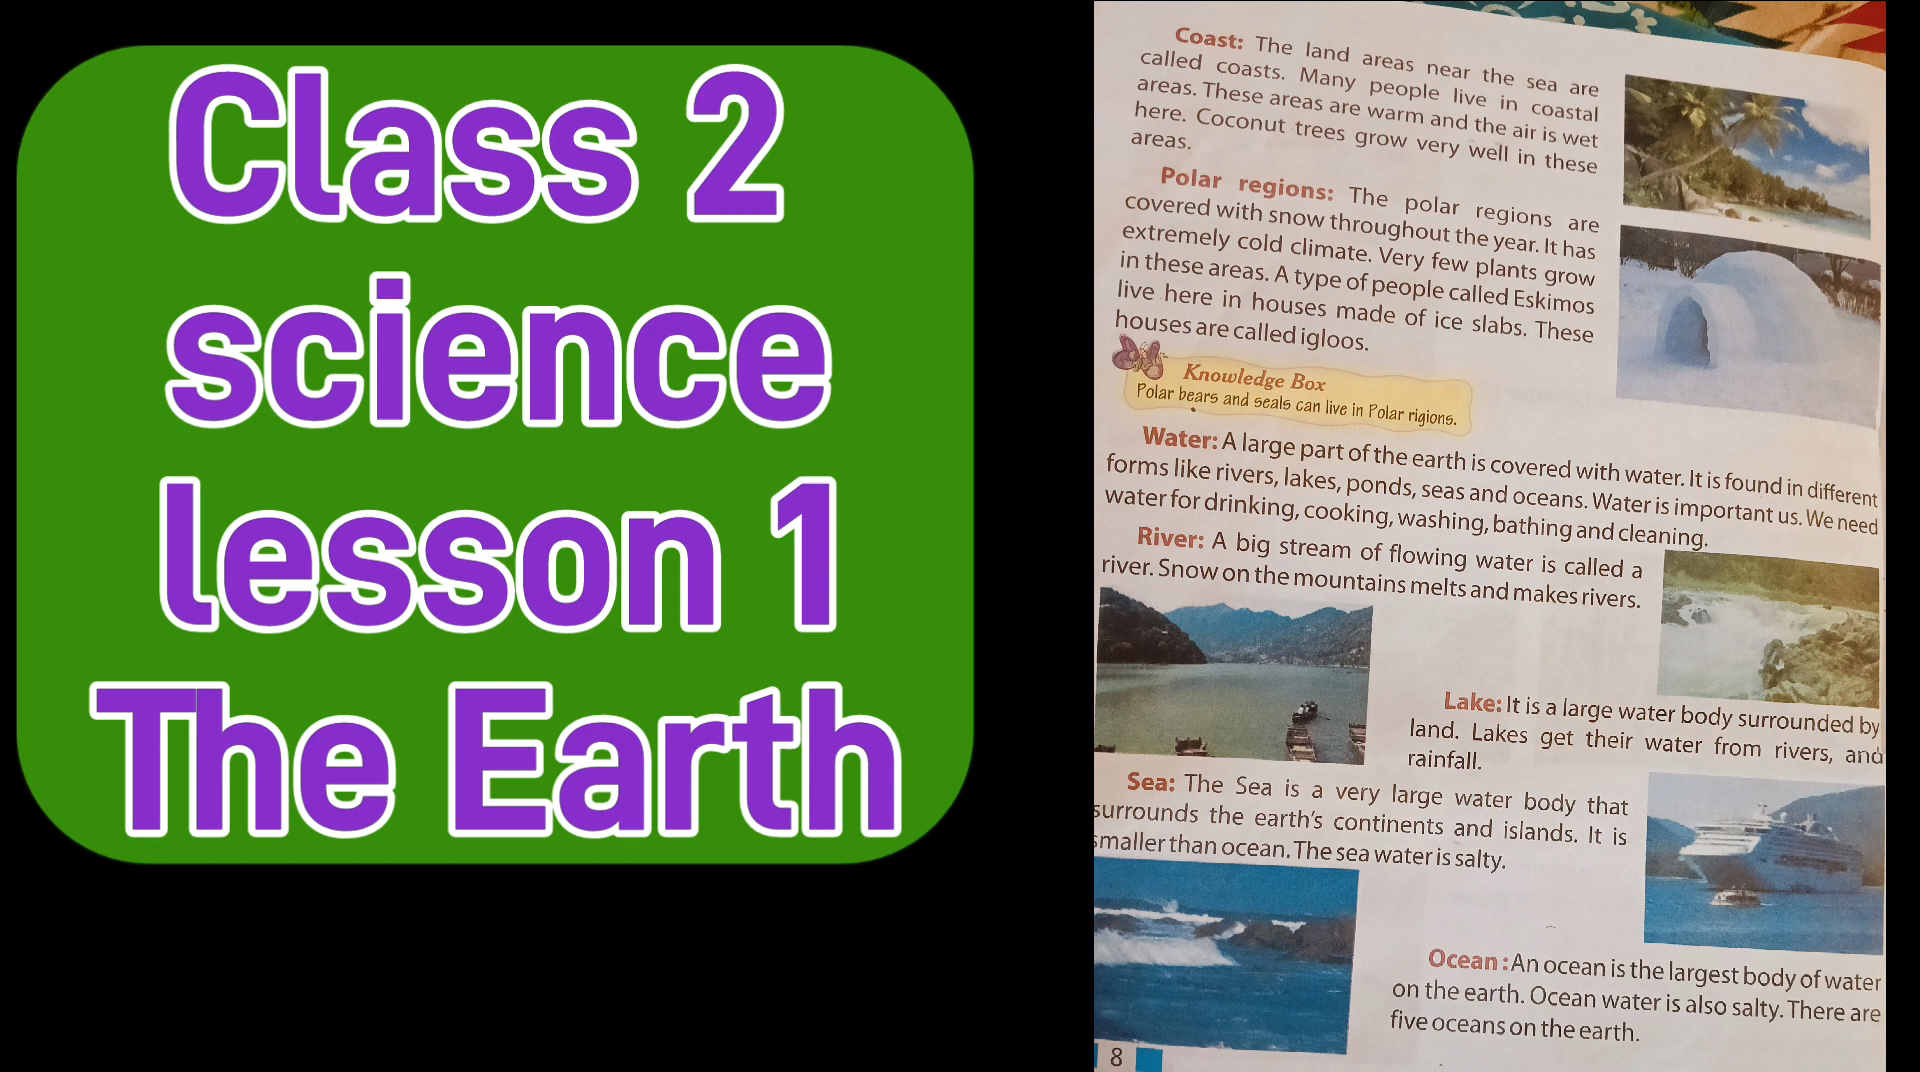 Class 2
science
lesson 1
The Earth
Coast: The land areas near the sea are
called coasts. Many people live in coastal
areas. These areas are warm and the air is wet
here. Coconut trees grow very well in these
areas.
Polar regions: The polar regions are
covered with snow throughout the year. It has
extremely cold climate. Very few plants grow
in these areas. A type of people called Eskimos
live here in houses made of ice slabs. These
houses are called igloos.
Knowledge Box
Polar bears and seals can live in Polar rigions.
Water: A large part of the earth is covered with water. It is found in different
forms like rivers, lakes, ponds, seas and oceans. Water is important us. We need
water for drinking, cooking, washing, bathing and cleaning.
River: A big stream of flowing water is called a
river. Snow on the mountains melts and makes rivers.
Lake: It is a large water body surrounded by
land. Lakes get their water from rivers, and
rainfall.
Sea: The Sea is a very large water body that
surrounds the earth's continents and islands. It is
smaller than ocean. The sea water is salty.
Ocean : An ocean is the largest body of water
on the earth. Ocean water is also salty. There are
five oceans on the earth.
8